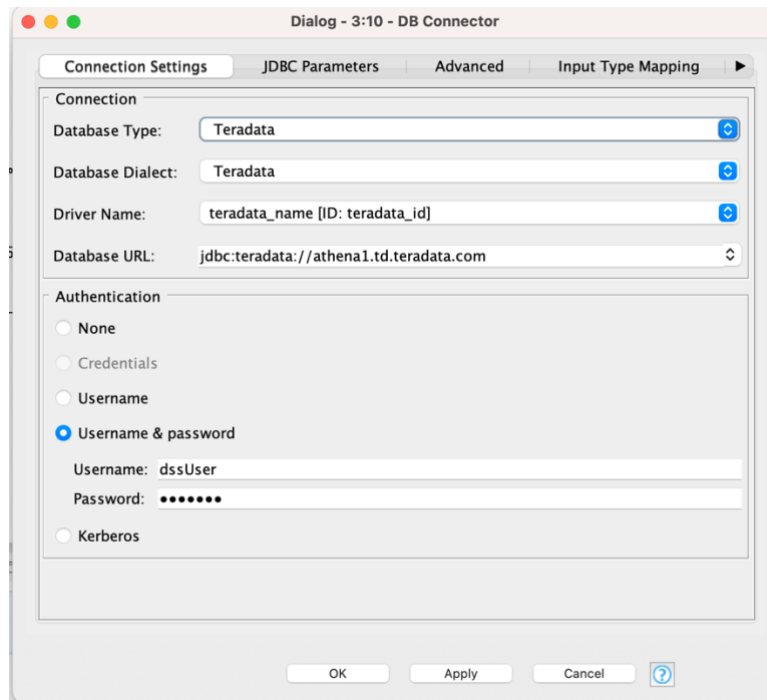 Dialog - 3:10 - DB Connector
Connection Settings JDBC Parameters Advanced Input Type Mapping
Connection
Database Type: Teradata
Database Dialect: Teradata
Driver Name: teradata_name [ID: teradata_id]
Database URL: jdbc:teradata://athena1.td.teradata.com
Authentication
None
Credentials
Username
Username & password
Username: dssUser
Password: •••••••
Kerberos
OK Apply Cancel ?